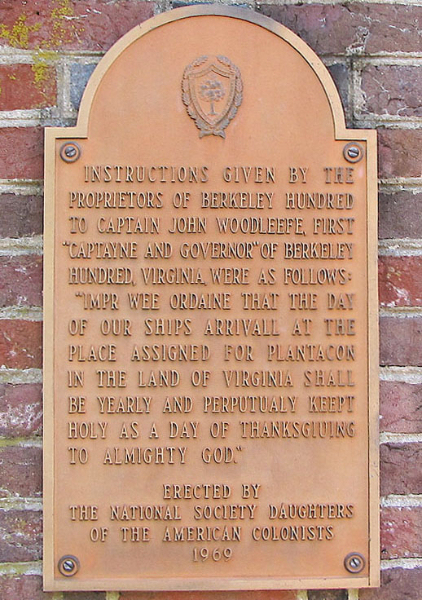 INSTRUCTIONS GIVEN BY THE
PROPRIETORS OF BERKELEY HUNDRED
TO CAPTAIN JOHN WOODLEEFE, FIRST
"CAPTAYNE AND GOVERNOR" OF BERKELEY
HUNDRED, VIRGINIA, WERE AS FOLLOWS:
"IMPR WEE ORDAINE THAT THE DAY
OF OUR SHIPS ARRIVALL AT THE
PLACE ASSIGNED FOR PLANTACON
IN THE LAND OF VIRGINIA SHALL
BE YEARLY AND PERPUTUALY KEEPT
HOLY AS A DAY OF THANKSGIUING
TO ALMIGHTY GOD."
ERECTED BY
THE NATIONAL SOCIETY DAUGHTERS
OF THE AMERICAN COLONISTS
1969